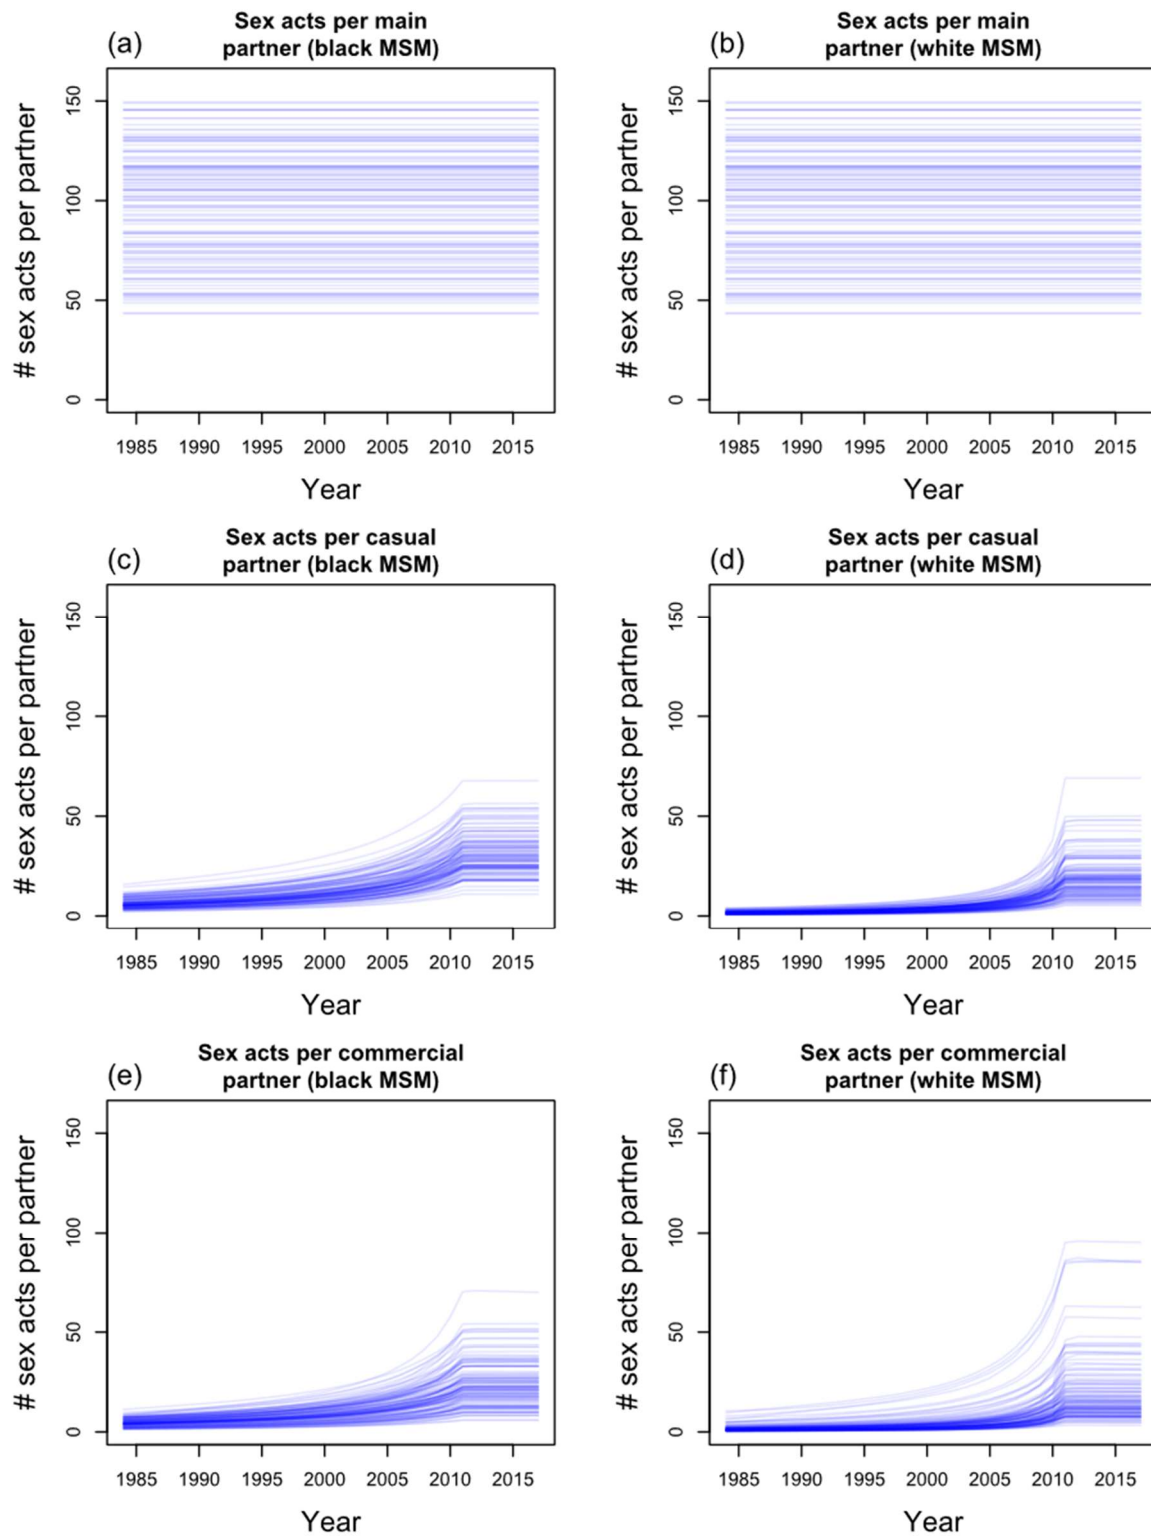 (a) Sex acts per main
partner (black MSM)
# sex acts per partner
150
100
50
0
1985 1990 1995 2000 2005 2010 2015
Year
(b) Sex acts per main
partner (white MSM)
# sex acts per partner
150
100
50
0
1985 1990 1995 2000 2005 2010 2015
Year
(c) Sex acts per casual
partner (black MSM)
# sex acts per partner
150
100
50
0
1985 1990 1995 2000 2005 2010 2015
Year
(d) Sex acts per casual
partner (white MSM)
# sex acts per partner
150
100
50
0
1985 1990 1995 2000 2005 2010 2015
Year
(e) Sex acts per commercial
partner (black MSM)
# sex acts per partner
150
100
50
0
1985 1990 1995 2000 2005 2010 2015
Year
(f) Sex acts per commercial
partner (white MSM)
# sex acts per partner
150
100
50
0
1985 1990 1995 2000 2005 2010 2015
Year